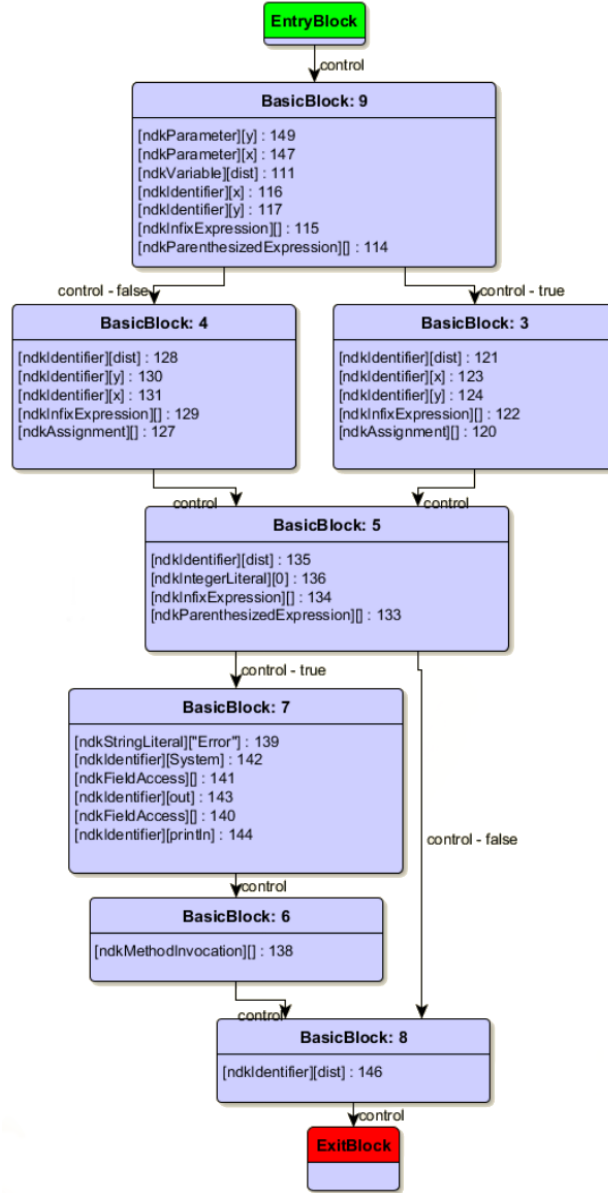 EntryBlock
control
BasicBlock: 9
[ndkParameter][y] : 149
[ndkParameter][x] : 147
[ndkVariable][dist] : 111
[ndkIdentifier][x] : 116
[ndkIdentifier][y] : 117
[ndkInfixExpression][] : 115
[ndkParenthesizedExpression][] : 114
control - false
control - true
BasicBlock: 4
[ndkIdentifier][dist] : 128
[ndkIdentifier][y] : 130
[ndkIdentifier][x] : 131
[ndkInfixExpression][] : 129
[ndkAssignment][] : 127
BasicBlock: 3
[ndkIdentifier][dist] : 121
[ndkIdentifier][x] : 123
[ndkIdentifier][y] : 124
[ndkInfixExpression][] : 122
[ndkAssignment][] : 120
control
control
BasicBlock: 5
[ndkIdentifier][dist] : 135
[ndkIntegerLiteral][0] : 136
[ndkInfixExpression][] : 134
[ndkParenthesizedExpression][] : 133
control - true
BasicBlock: 7
[ndkStringLiteral]["Error"] : 139
[ndkIdentifier][System] : 142
[ndkFieldAccess][] : 141
[ndkIdentifier][out] : 143
[ndkFieldAccess][] : 140
[ndkIdentifier][println] : 144
control - false
control
BasicBlock: 6
[ndkMethodInvocation][] : 138
control
BasicBlock: 8
[ndkIdentifier][dist] : 146
control
ExitBlock